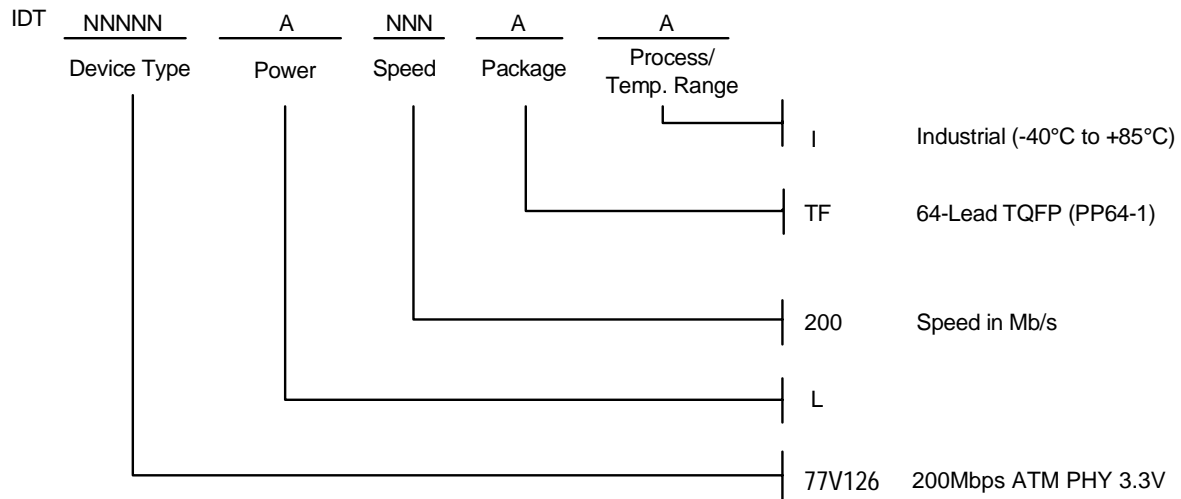 IDT NNNNN A NNN A A
Device Type Power Speed Package Process/
Temp. Range
I Industrial (-40°C to +85°C)
TF 64-Lead TQFP (PP64-1)
200 Speed in Mb/s
L
77V126 200Mbps ATM PHY 3.3V